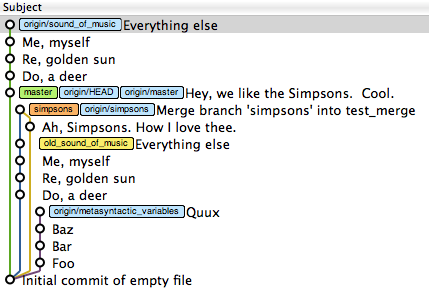 Subject
origin/sound_of_music Everything else
Me, myself
Re, golden sun
Do, a deer
master origin/HEAD origin/master Hey, we like the Simpsons.  Cool.
simpsons origin/simpsons Merge branch 'simpsons' into test_merge
Ah, Simpsons. How I love thee.
old_sound_of_music Everything else
Me, myself
Re, golden sun
Do, a deer
origin/metasyntactic_variables Quux
Baz
Bar
Foo
Initial commit of empty file